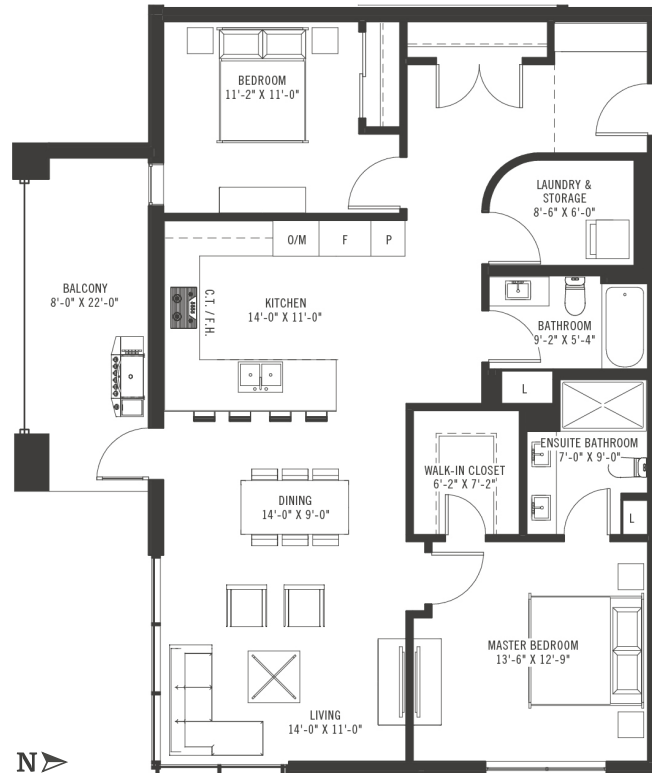 BEDROOM
11'-2" X 11'-0"
LAUNDRY &
STORAGE
8'-6" X 6'-0"
O/M
F
P
BALCONY
8'-0" X 22'-0"
C.T. / F.H.
KITCHEN
14'-0" X 11'-0"
BATHROOM
9'-2" X 5'-4"
L
ENSUITE BATHROOM
7'-0" X 9'-0"
WALK-IN CLOSET
6'-2" X 7'-2"
DINING
14'-0" X 9'-0"
L
MASTER BEDROOM
13'-6" X 12'-9"
LIVING
14'-0" X 11'-0"
N